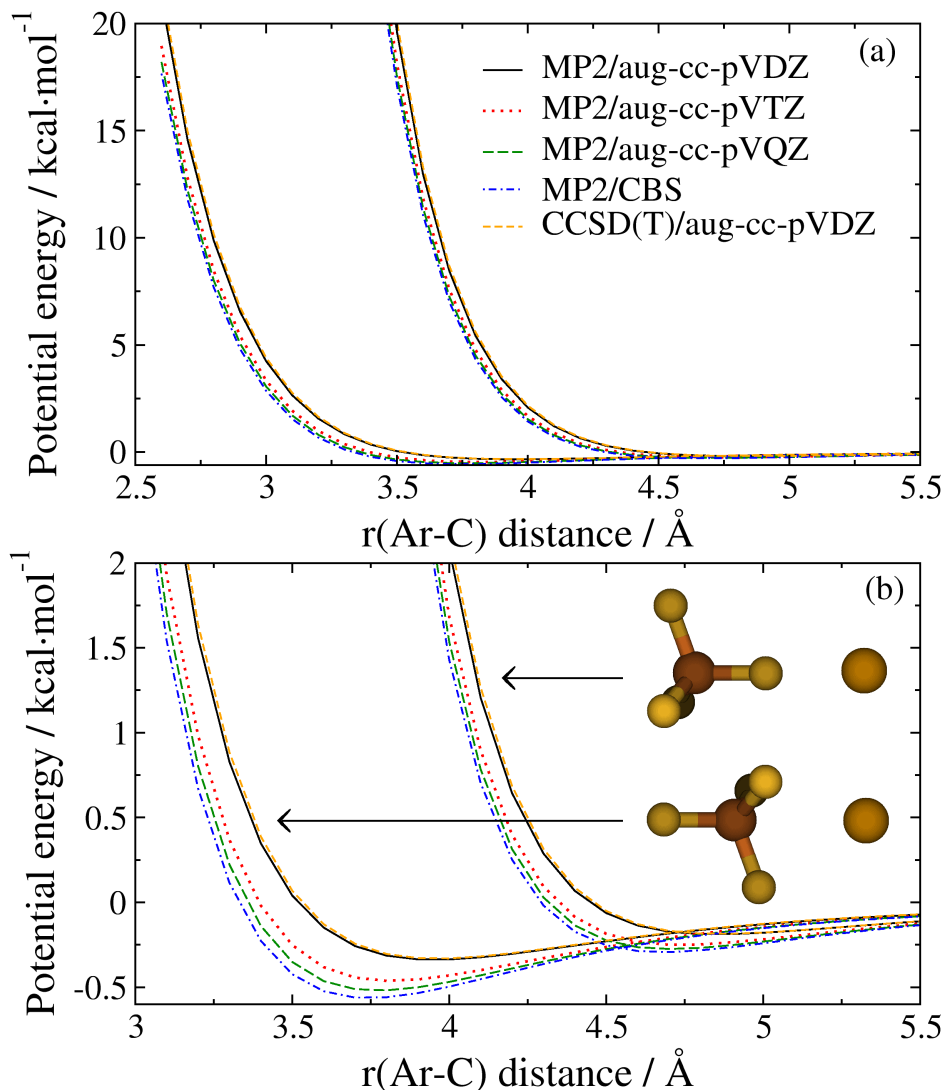 20
15
10
5
0
Potential energy / kcal·mol⁻¹
(a)
MP2/aug-cc-pVDZ
MP2/aug-cc-pVTZ
MP2/aug-cc-pVQZ
MP2/CBS
CCSD(T)/aug-cc-pVDZ
2.5 3 3.5 4 4.5 5 5.5
r(Ar-C) distance / Å
2
1.5
1
0.5
0
-0.5
Potential energy / kcal·mol⁻¹
(b)
3 3.5 4 4.5 5 5.5
r(Ar-C) distance / Å